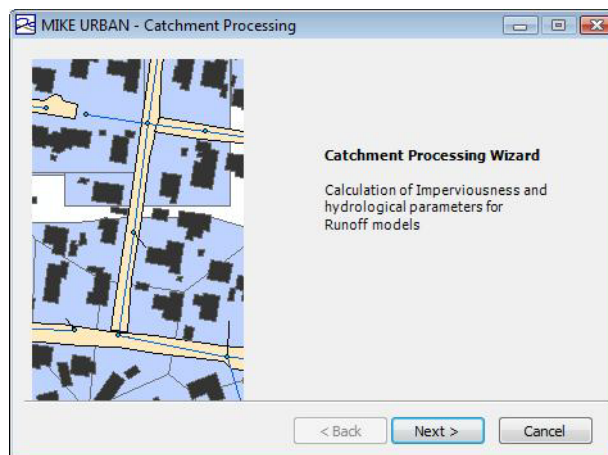 MIKE URBAN - Catchment Processing
Catchment Processing Wizard
Calculation of Imperviousness and
hydrological parameters for
Runoff models
< Back
Next >
Cancel